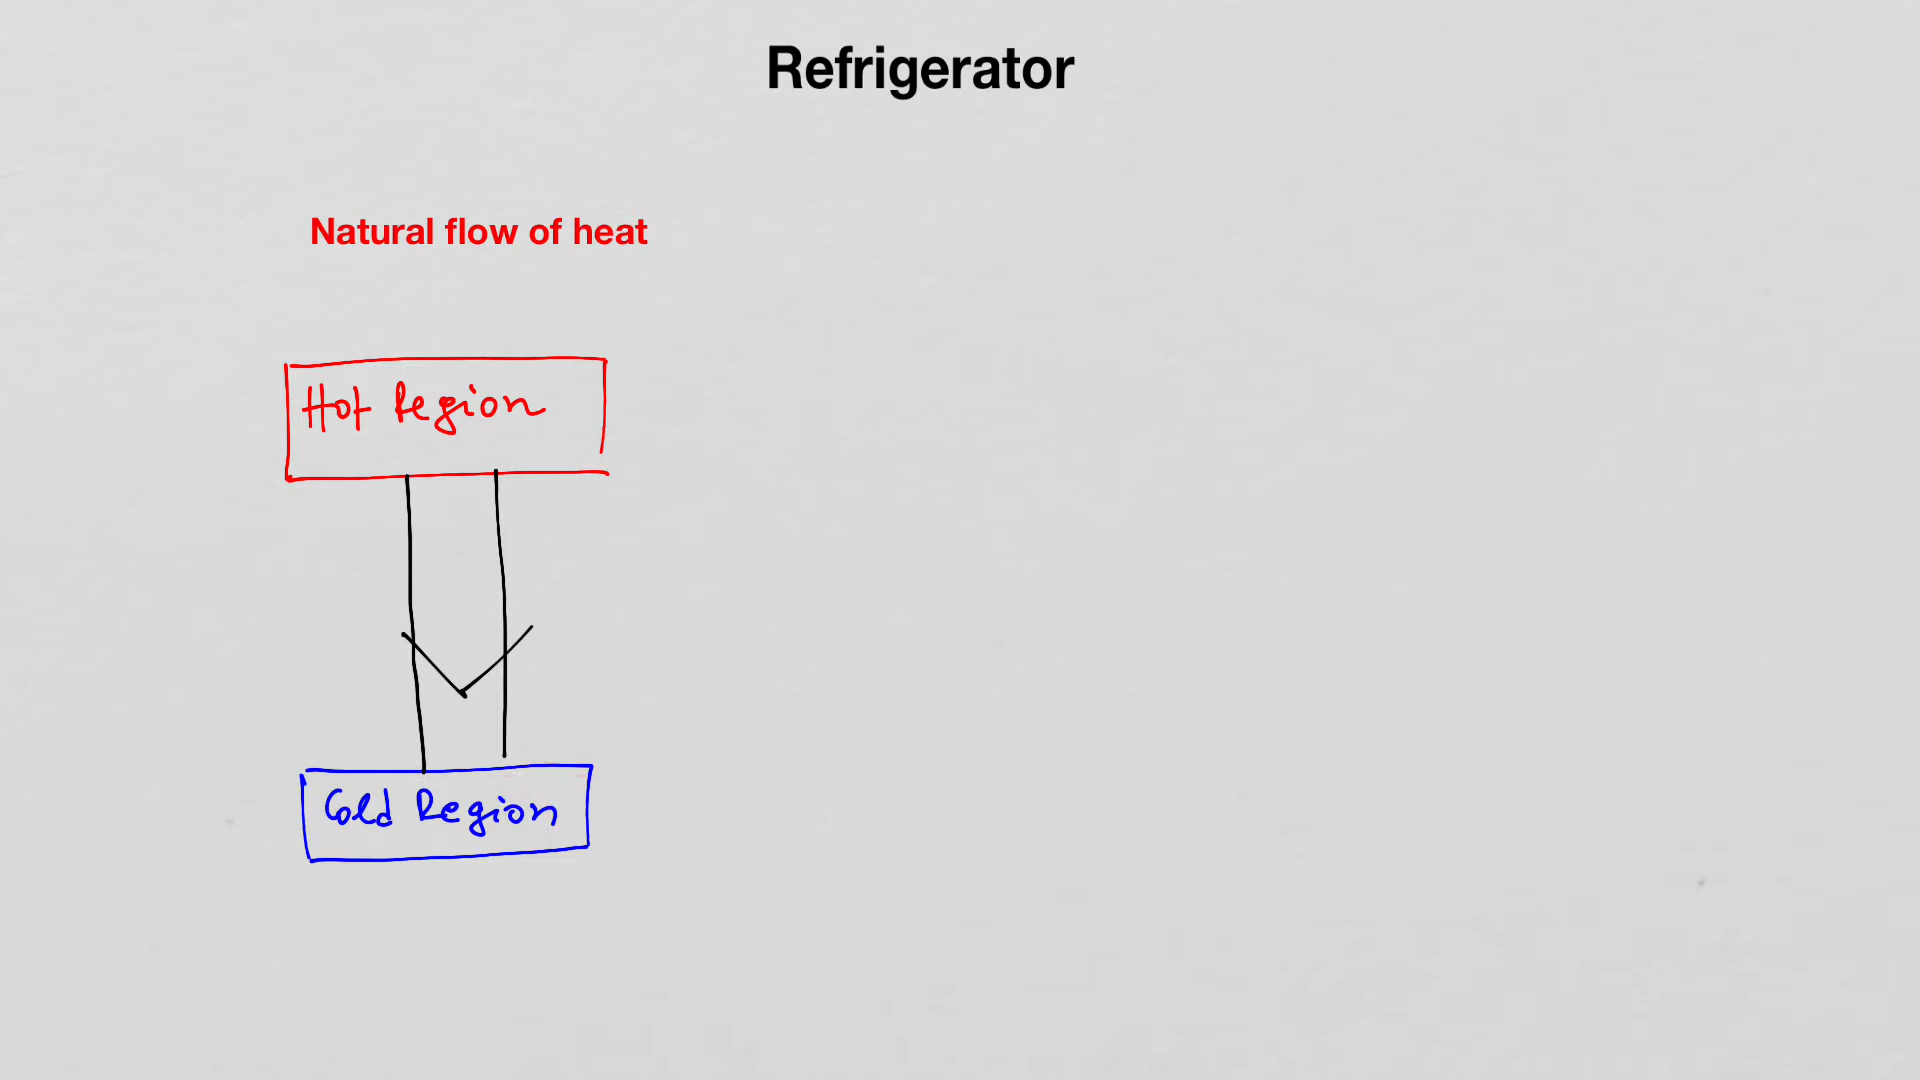 Refrigerator
Natural flow of heat
Hot Region
Cold Region